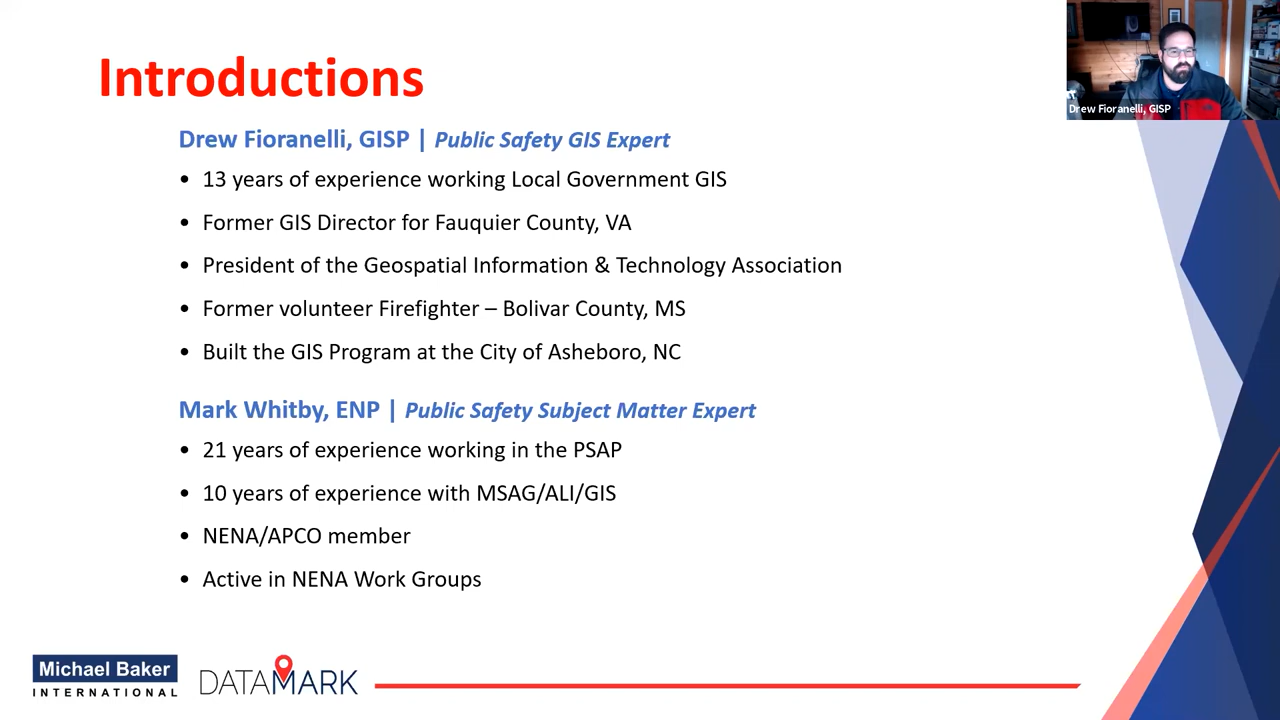 Introductions
Drew Fioranelli, GISP
Drew Fioranelli, GISP | Public Safety GIS Expert
• 13 years of experience working Local Government GIS
• Former GIS Director for Fauquier County, VA
• President of the Geospatial Information & Technology Association
• Former volunteer Firefighter – Bolivar County, MS
• Built the GIS Program at the City of Asheboro, NC
Mark Whitby, ENP | Public Safety Subject Matter Expert
• 21 years of experience working in the PSAP
• 10 years of experience with MSAG/ALI/GIS
• NENA/APCO member
• Active in NENA Work Groups
Michael Baker
INTERNATIONAL
DATAMARK